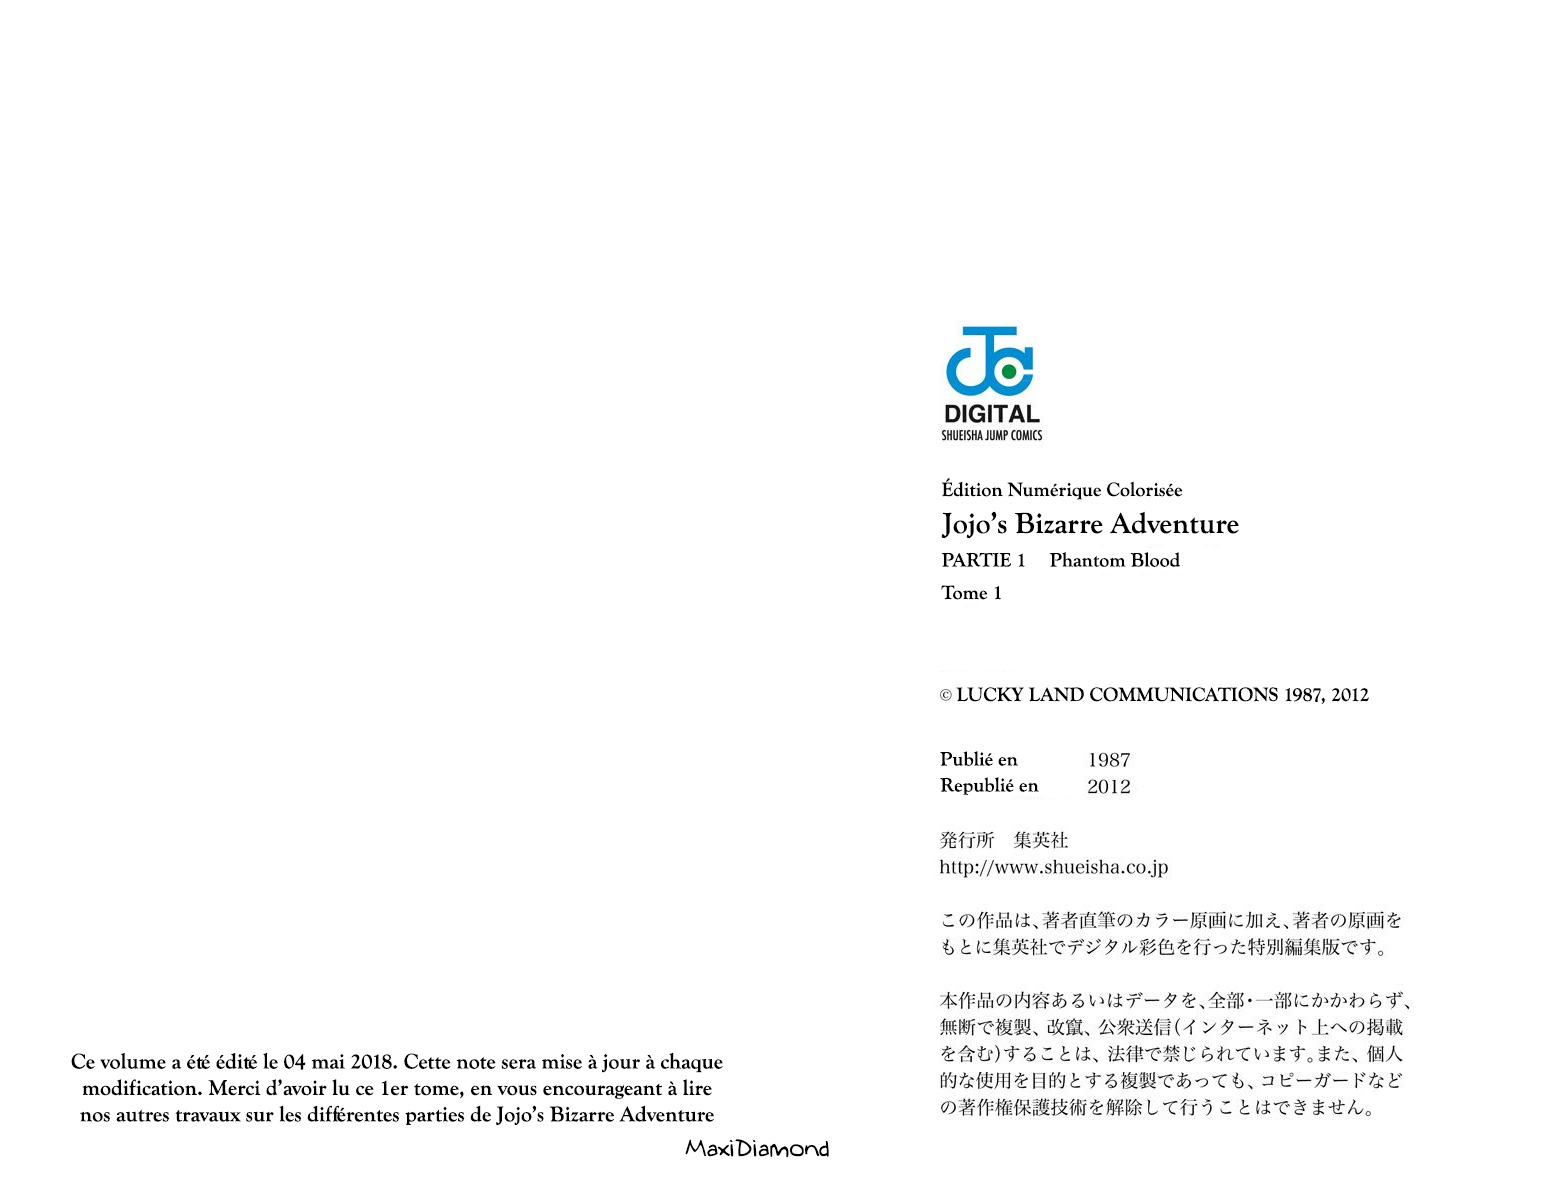 DIGITAL
SHUEISHA JUMP COMICS
Édition Numérique Colorisée
Jojo's Bizarre Adventure
PARTIE 1 Phantom Blood
Tome 1
© LUCKY LAND COMMUNICATIONS 1987, 2012
Publié en 1987
Republié en 2012
発行所　集英社
http://www.shueisha.co.jp
この作品は、著者直筆のカラー原画に加え、著者の原画を
もとに集英社でデジタル彩色を行った特別編集版です。
本作品の内容あるいはデータを、全部・一部にかかわらず、
無断で複製、改竄、公衆送信(インターネット上への掲載
を含む)することは、法律で禁じられています。また、個人
的な使用を目的とする複製であっても、コピーガードなど
の著作権保護技術を解除して行うことはできません。
Ce volume a été édité le 04 mai 2018. Cette note sera mise à jour à chaque
modification. Merci d'avoir lu ce 1er tome, en vous encourageant à lire
nos autres travaux sur les différentes parties de Jojo's Bizarre Adventure
MaxiDiamond